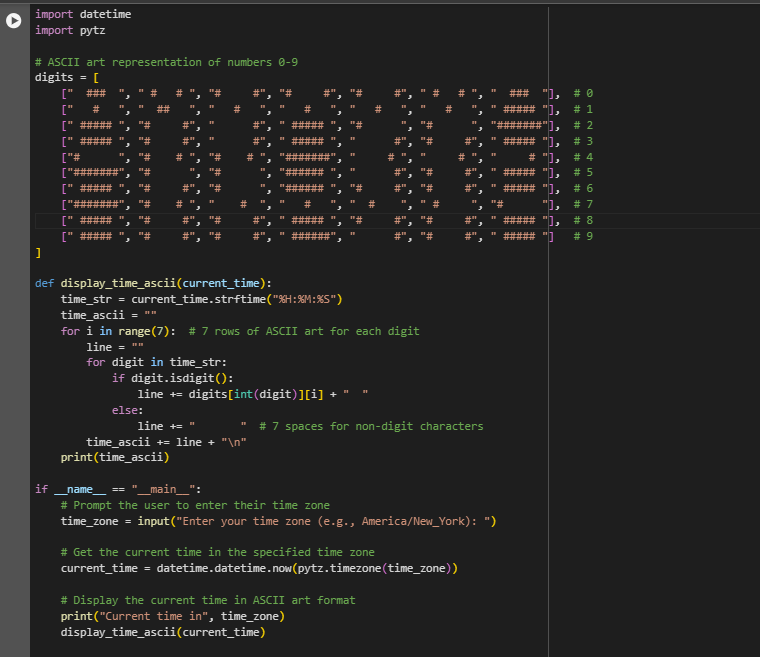 import datetime
import pytz

# ASCII art representation of numbers 0-9
digits = [
    ["  ###  ", " #   # ", "#     #", "#     #", "#     #", " #   # ", "  ###  "],  # 0
    ["   #   ", "  ##   ", "   #   ", "   #   ", "   #   ", "   #   ", " ##### "],  # 1
    [" ##### ", "#     #", "      #", " ##### ", "#      ", "#      ", "#######"],  # 2
    [" ##### ", "#     #", "      #", " ##### ", "      #", "#     #", " ##### "],  # 3
    ["#      ", "#    # ", "#    # ", "#######", "     # ", "     # ", "     # "],  # 4
    ["#######", "#      ", "#      ", "###### ", "      #", "#     #", " ##### "],  # 5
    [" ##### ", "#     #", "#      ", "###### ", "#     #", "#     #", " ##### "],  # 6
    ["#######", "#    # ", "    #  ", "   #   ", "  #    ", " #     ", "#      "],  # 7
    [" ##### ", "#     #", "#     #", " ##### ", "#     #", "#     #", " ##### "],  # 8
    [" ##### ", "#     #", "#     #", " ######", "      #", "#     #", " ##### "]   # 9
]

def display_time_ascii(current_time):
    time_str = current_time.strftime("%H:%M:%S")
    time_ascii = ""
    for i in range(7):  # 7 rows of ASCII art for each digit
        line = ""
        for digit in time_str:
            if digit.isdigit():
                line += digits[int(digit)][i] + "  "
            else:
                line += "       "  # 7 spaces for non-digit characters
        time_ascii += line + "\n"
    print(time_ascii)

if __name__ == "__main__":
    # Prompt the user to enter their time zone
    time_zone = input("Enter your time zone (e.g., America/New_York): ")

    # Get the current time in the specified time zone
    current_time = datetime.datetime.now(pytz.timezone(time_zone))

    # Display the current time in ASCII art format
    print("Current time in", time_zone)
    display_time_ascii(current_time)